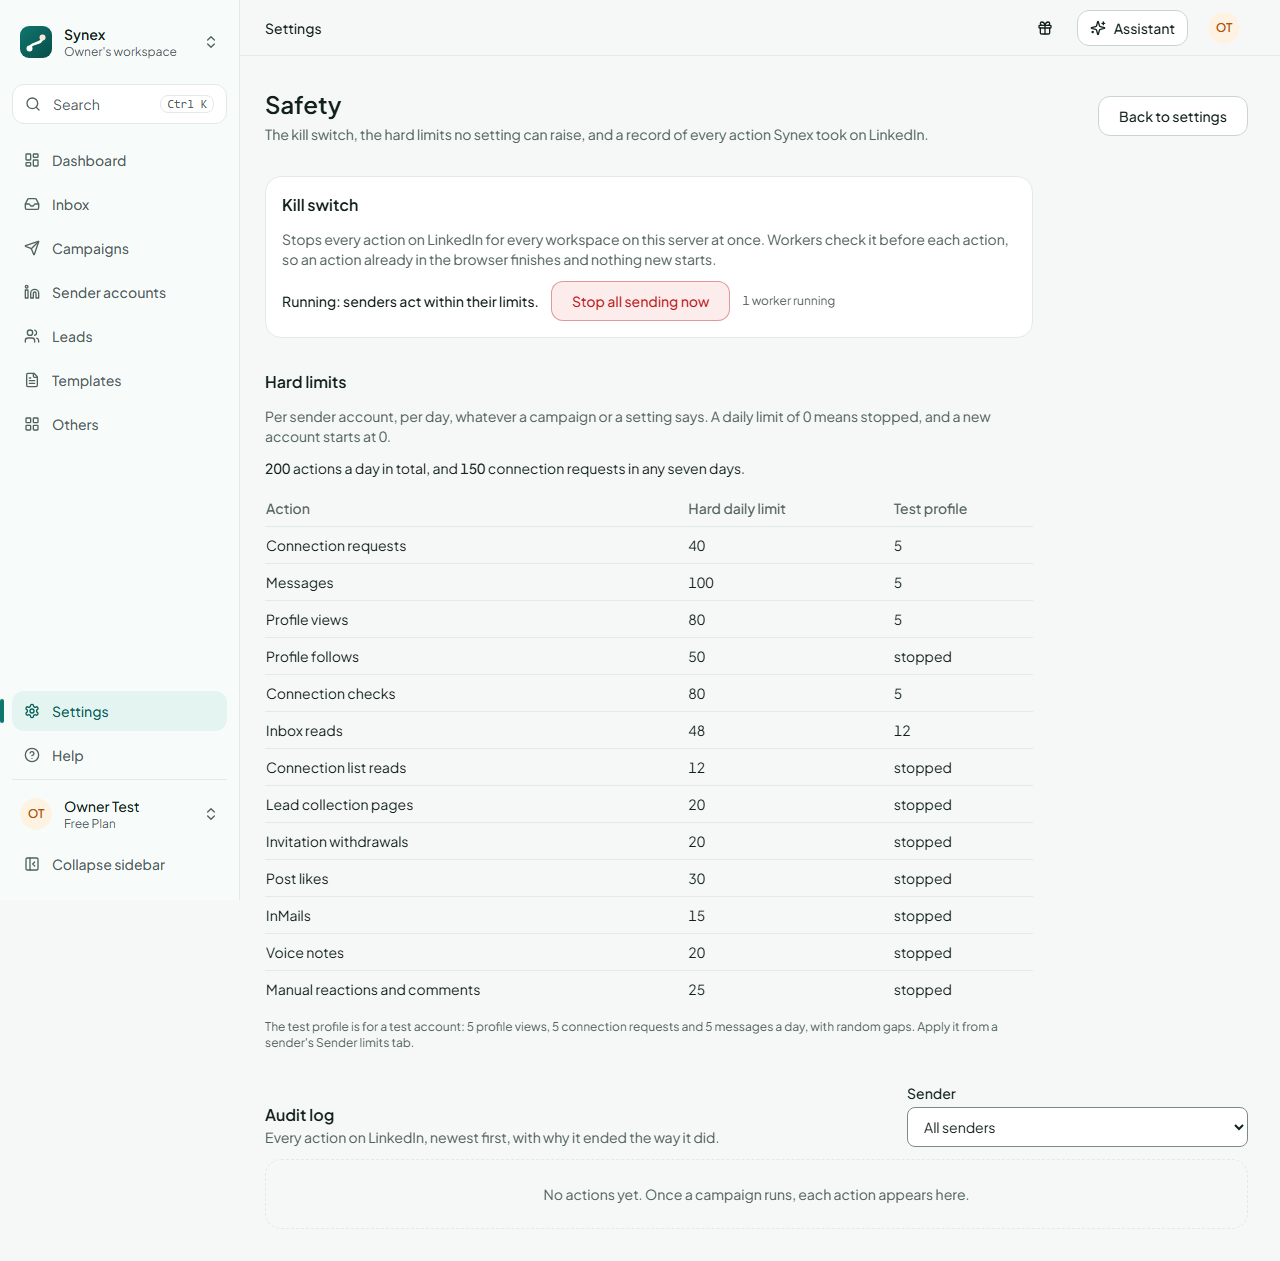 Synex
Owner's workspace
Search
Ctrl K
Dashboard
Inbox
Campaigns
Sender accounts
Leads
Templates
Others
Settings
Help
OT
Owner Test
Free Plan
Collapse sidebar
Settings
Assistant
OT
Safety
The kill switch, the hard limits no setting can raise, and a record of every action Synex took on LinkedIn.
Back to settings
Kill switch
Stops every action on LinkedIn for every workspace on this server at once. Workers check it before each action,
so an action already in the browser finishes and nothing new starts.
Running: senders act within their limits.
Stop all sending now
1 worker running
Hard limits
Per sender account, per day, whatever a campaign or a setting says. A daily limit of 0 means stopped, and a new
account starts at 0.
200 actions a day in total, and 150 connection requests in any seven days.
Action Hard daily limit Test profile
Connection requests 40 5
Messages 100 5
Profile views 80 5
Profile follows 50 stopped
Connection checks 80 5
Inbox reads 48 12
Connection list reads 12 stopped
Lead collection pages 20 stopped
Invitation withdrawals 20 stopped
Post likes 30 stopped
InMails 15 stopped
Voice notes 20 stopped
Manual reactions and comments 25 stopped
The test profile is for a test account: 5 profile views, 5 connection requests and 5 messages a day, with random gaps. Apply it from a
sender's Sender limits tab.
Audit log
Every action on LinkedIn, newest first, with why it ended the way it did.
Sender
All senders
No actions yet. Once a campaign runs, each action appears here.